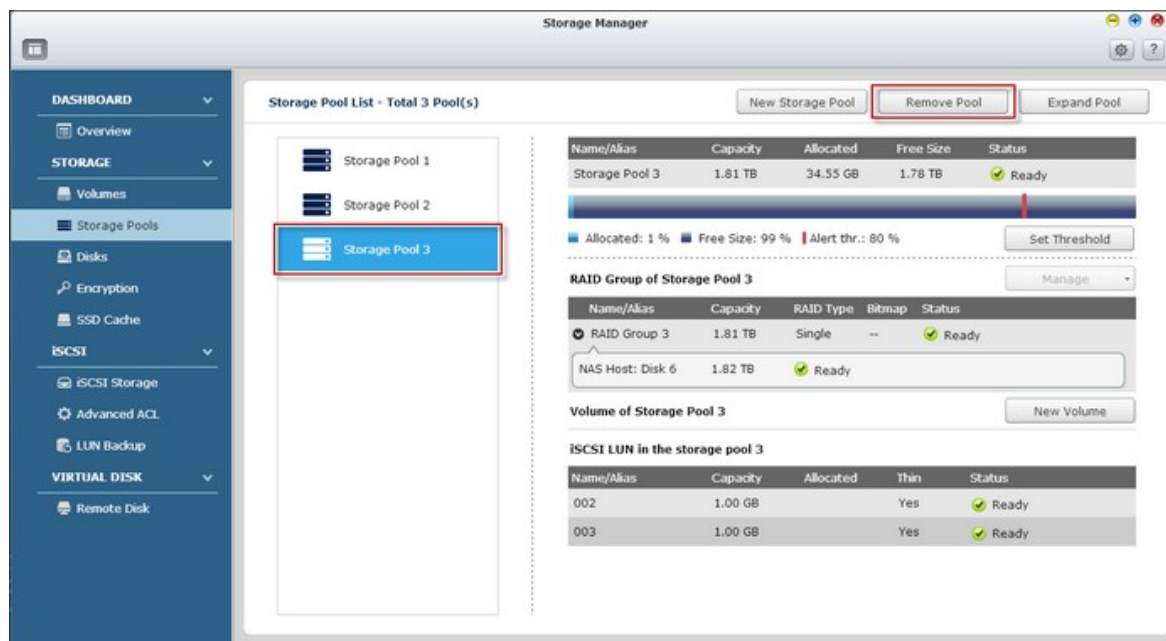 Storage Manager
?
DASHBOARD
Overview
STORAGE
Volumes
Storage Pools
Disks
Encryption
SSD Cache
iSCSI
iSCSI Storage
Advanced ACL
LUN Backup
VIRTUAL DISK
Remote Disk
Storage Pool List - Total 3 Pool(s)
New Storage Pool Remove Pool Expand Pool
Storage Pool 1
Storage Pool 2
Storage Pool 3
Name/Alias Capacity Allocated Free Size Status
Storage Pool 3 1.81 TB 34.55 GB 1.78 TB Ready
Allocated: 1 % Free Size: 99 % Alert thr.: 80 % Set Threshold
RAID Group of Storage Pool 3 Manage
Name/Alias Capacity RAID Type Bitmap Status
RAID Group 3 1.81 TB Single -- Ready
NAS Host: Disk 6 1.82 TB Ready
Volume of Storage Pool 3 New Volume
iSCSI LUN in the storage pool 3
Name/Alias Capacity Allocated Thin Status
002 1.00 GB Yes Ready
003 1.00 GB Yes Ready